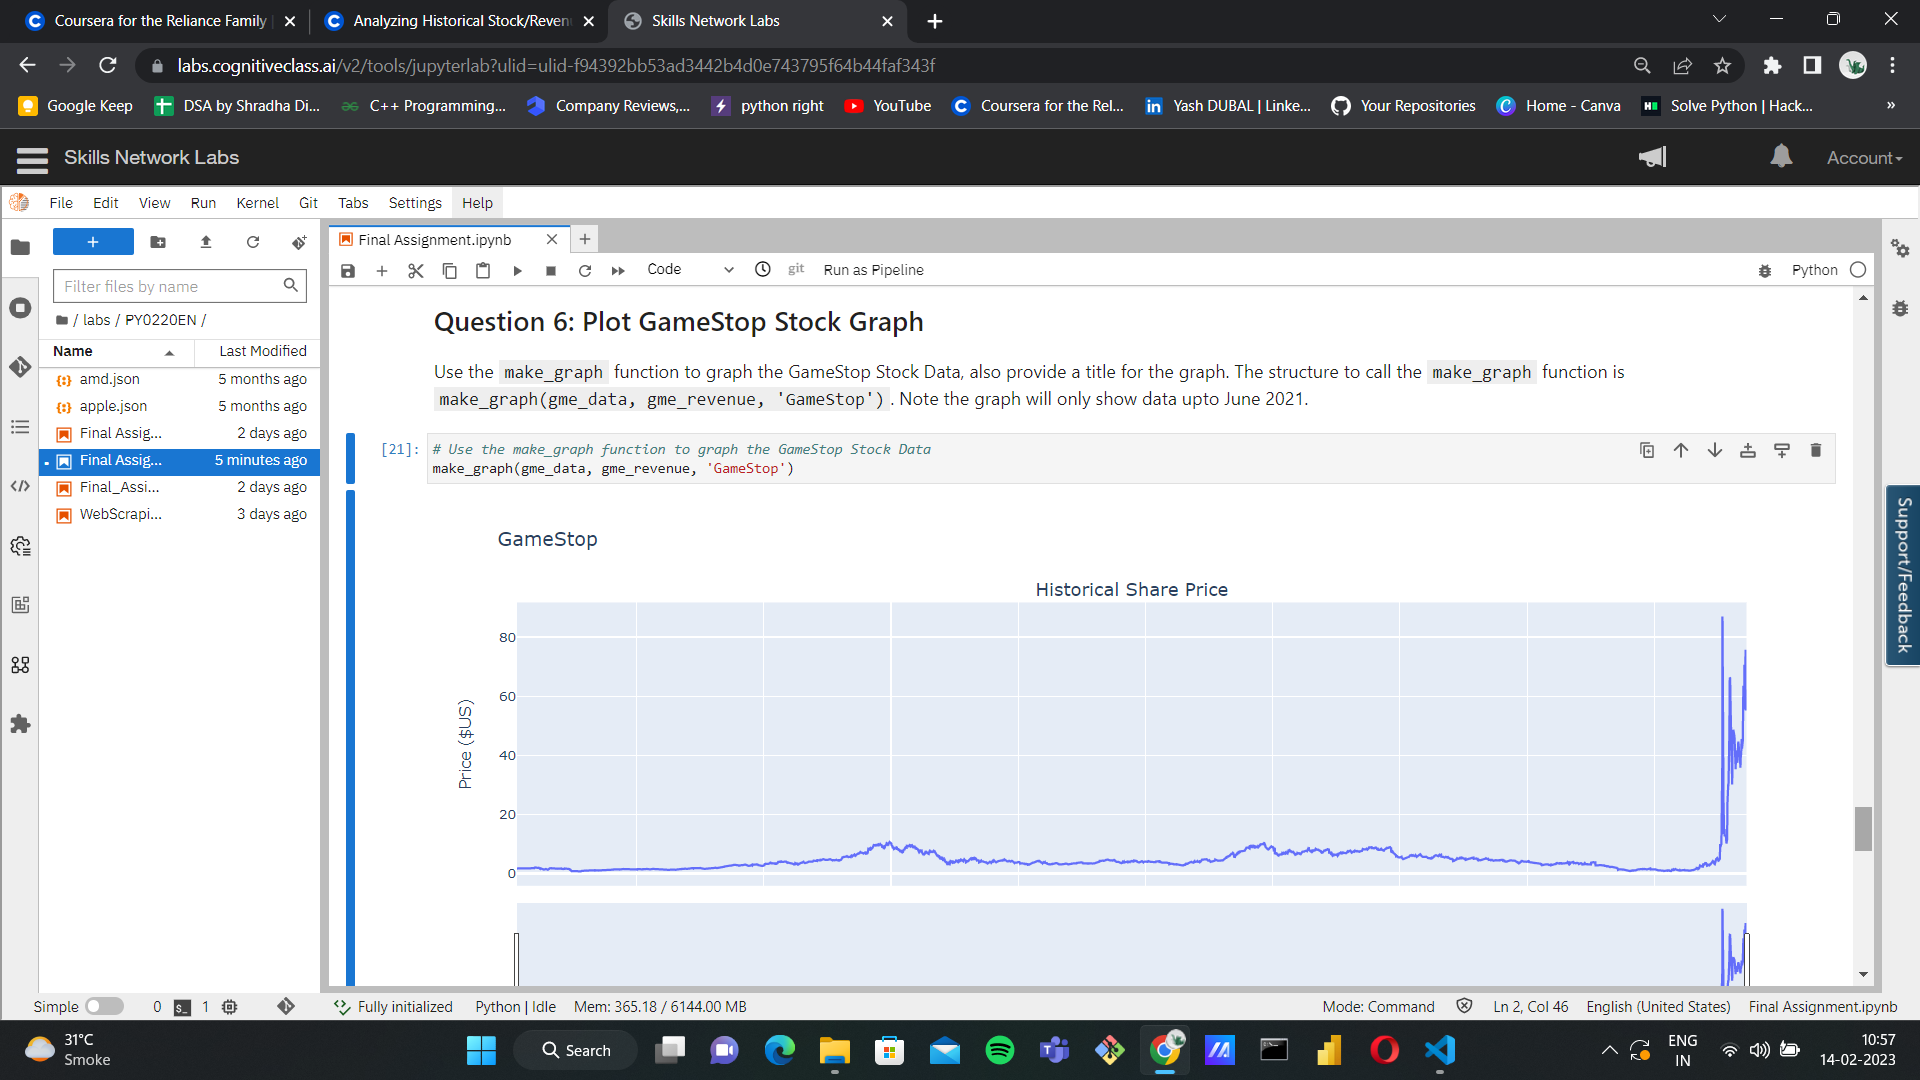 Coursera for the Reliance Family
Analyzing Historical Stock/Reven
Skills Network Labs
labs.cognitiveclass.ai/v2/tools/jupyterlab?ulid=ulid-f94392bb53ad3442b4d0e743795f64b44faf343f
Google Keep
DSA by Shradha Di...
C++ Programming...
Company Reviews,...
python right
YouTube
Coursera for the Rel...
Yash DUBAL | Linke...
Your Repositories
Home - Canva
Solve Python | Hack...
»
Skills Network Labs
Account
File Edit View Run Kernel Git Tabs Settings Help
Final Assignment.ipynb
Code
git
Run as Pipeline
Python
Filter files by name
/ labs / PY0220EN /
Name Last Modified
amd.json 5 months ago
apple.json 5 months ago
Final Assig... 2 days ago
Final Assig... 5 minutes ago
Final_Assi... 2 days ago
WebScrapi... 3 days ago
Question 6: Plot GameStop Stock Graph
Use the make_graph function to graph the GameStop Stock Data, also provide a title for the graph. The structure to call the make_graph function is
make_graph(gme_data, gme_revenue, 'GameStop') . Note the graph will only show data upto June 2021.
[21]: # Use the make_graph function to graph the GameStop Stock Data
make_graph(gme_data, gme_revenue, 'GameStop')
GameStop
Historical Share Price
80
60
40
20
0
Price ($US)
Support/Feedback
Simple 0 1 Fully initialized Python | Idle Mem: 365.18 / 6144.00 MB Mode: Command Ln 2, Col 46 English (United States) Final Assignment.ipynb
31°C
Smoke
Search
ENG
IN
10:57
14-02-2023